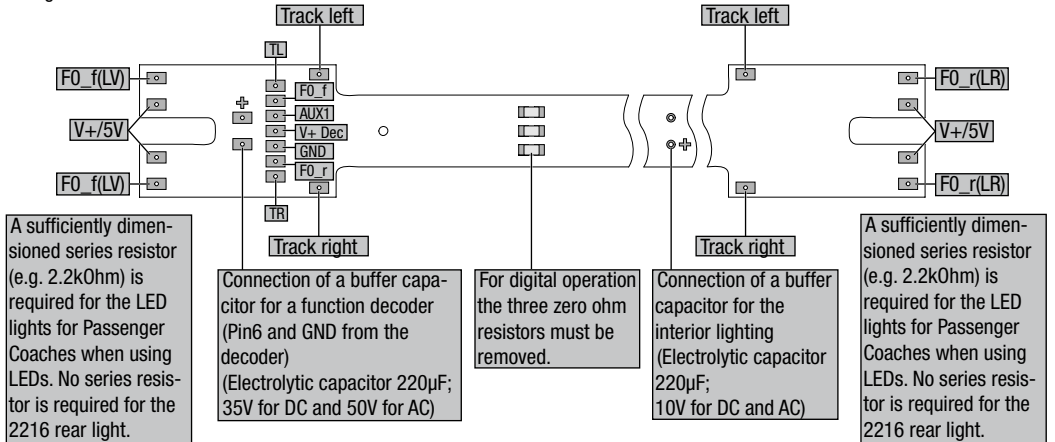 Track left
Track left
TL
F0_f(LV)
F0_f
AUX1
V+/5V
V+ Dec
GND
F0_f(LV)
F0_r
TR
F0_r(LR)
V+/5V
F0_r(LR)
Track right
Track right
A sufficiently dimen-
sioned series resistor
(e.g. 2.2kOhm) is
required for the LED
lights for Passenger
Coaches when using
LEDs. No series resis-
tor is required for the
2216 rear light.
Connection of a buffer capa-
citor for a function decoder
(Pin6 and GND from the
decoder)
(Electrolytic capacitor 220µF;
35V for DC and 50V for AC)
For digital operation
the three zero ohm
resistors must be
removed.
Connection of a buffer
capacitor for the
interior lighting
(Electrolytic capacitor
220µF;
10V for DC and AC)
A sufficiently dimen-
sioned series resistor
(e.g. 2.2kOhm) is
required for the LED
lights for Passenger
Coaches when using
LEDs. No series resis-
tor is required for the
2216 rear light.